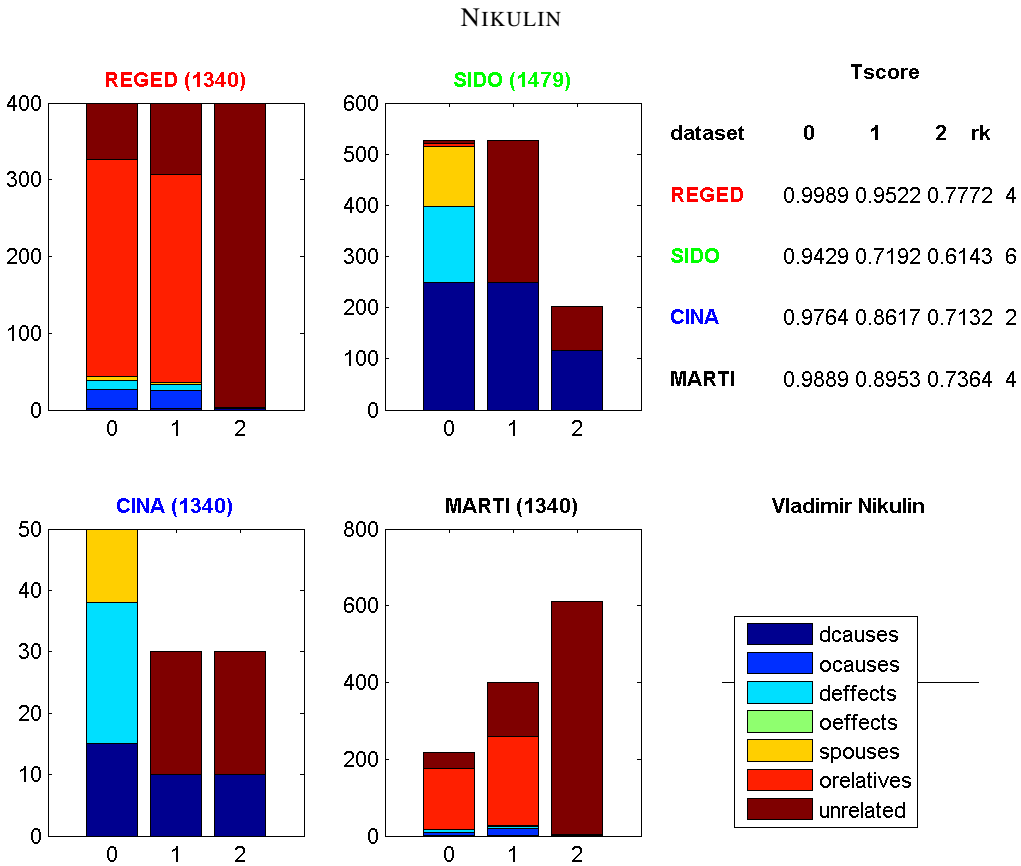 NIKULIN
REGED (1340)
400
300
200
100
0
0 1 2
SIDO (1479)
600
500
400
300
200
100
0
0 1 2
Tscore
dataset 0 1 2 rk
REGED 0.9989 0.9522 0.7772 4
SIDO 0.9429 0.7192 0.6143 6
CINA 0.9764 0.8617 0.7132 2
MARTI 0.9889 0.8953 0.7364 4
CINA (1340)
50
40
30
20
10
0
0 1 2
MARTI (1340)
800
600
400
200
0
0 1 2
Vladimir Nikulin
dcauses
ocauses
deffects
oeffects
spouses
orelatives
unrelated